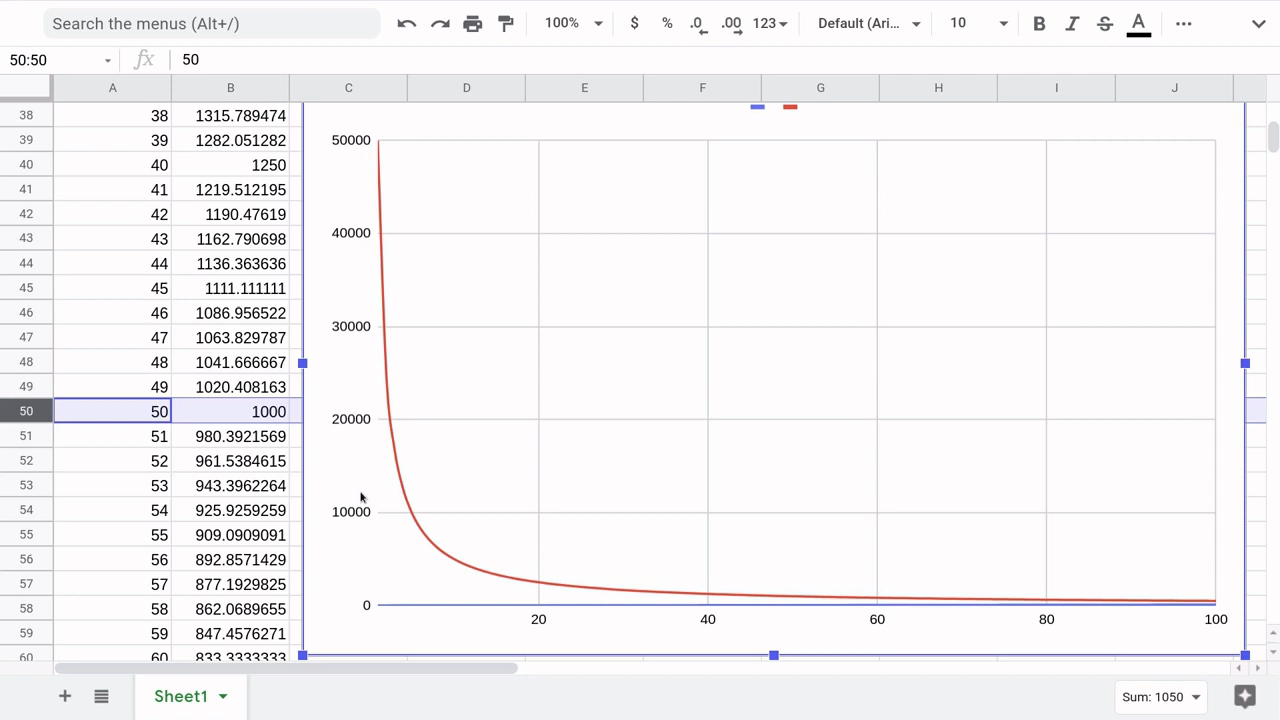 Search the menus (Alt+/)
100%
$ % .0 .00 123
Default (Ari...
10
B I S A
50:50
fx 50
A B C D E F G H I J
38 38 1315.789474
39 39 1282.051282
40 40 1250
41 41 1219.512195
42 42 1190.47619
43 43 1162.790698
44 44 1136.363636
45 45 1111.111111
46 46 1086.956522
47 47 1063.829787
48 48 1041.666667
49 49 1020.408163
50 50 1000
51 51 980.3921569
52 52 961.5384615
53 53 943.3962264
54 54 925.9259259
55 55 909.0909091
56 56 892.8571429
57 57 877.1929825
58 58 862.0689655
59 59 847.4576271
60 60 833.3333333
50000
40000
30000
20000
10000
0
20 40 60 80 100
Sheet1
Sum: 1050